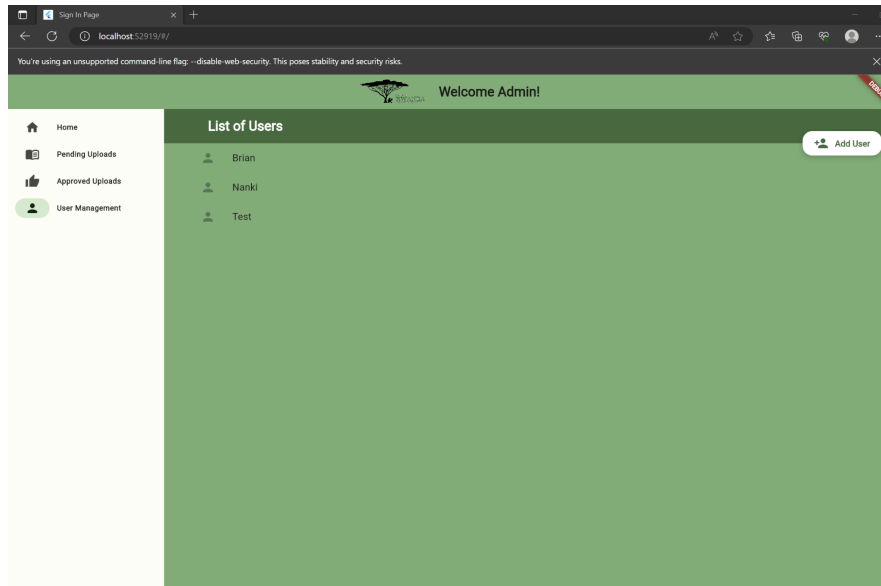 Sign In Page
localhost:52919/#/
You're using an unsupported command-line flag: --disable-web-security. This poses stability and security risks.
Welcome Admin!
Home
Pending Uploads
Approved Uploads
User Management
List of Users
Add User
Brian
Nanki
Test